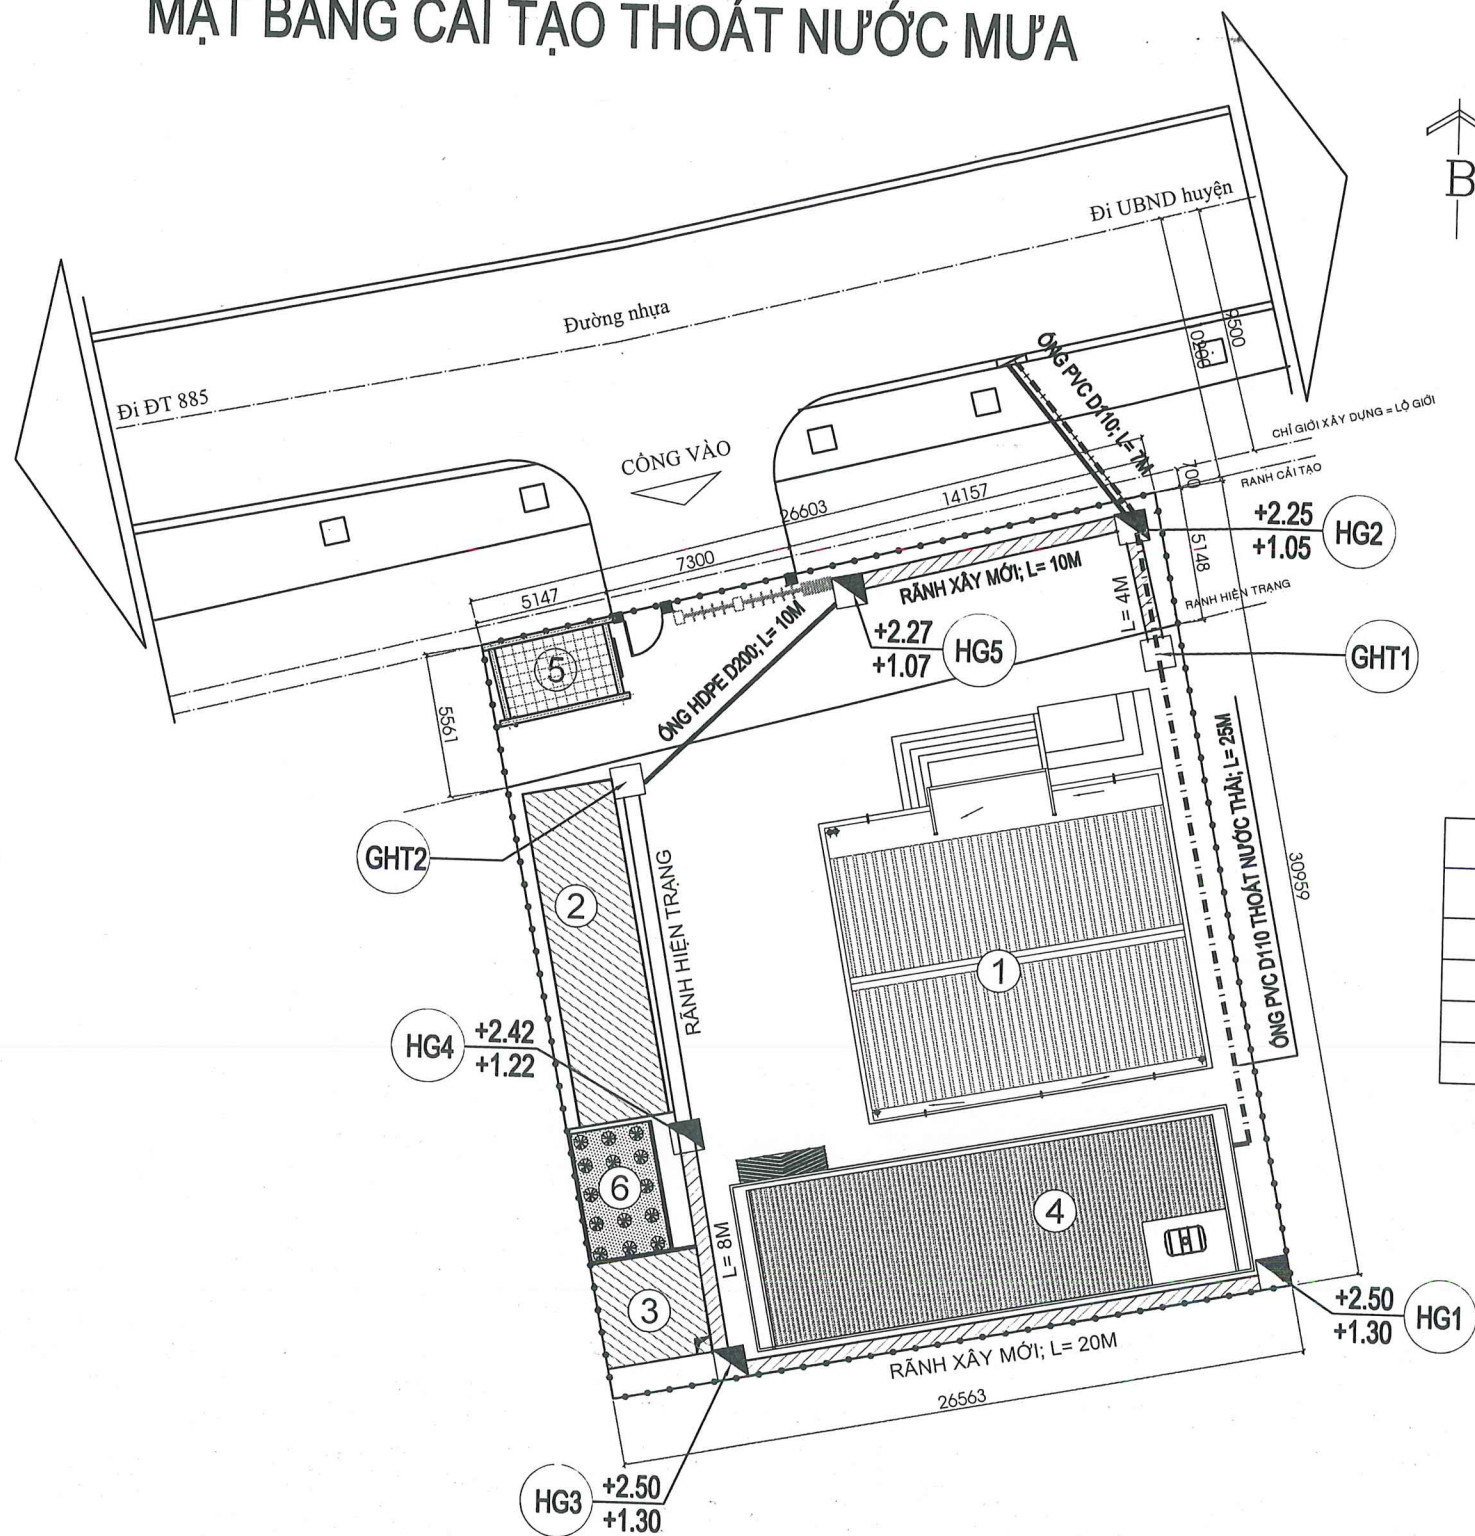 MẶT BẰNG CẢI TẠO THOÁT NƯỚC MƯA
B
Đi UBND huyện
Đường nhựa
Đi ĐT 885
CỔNG VÀO
ỐNG PVC D110; L= 7M
10200
9500
CHỈ GIỚI XÂY DỰNG = LỘ GIỚI
RANH CẢI TẠO
700
14157
26603
7300
5147
+2.25
+1.05
HG2
5148
RANH HIỆN TRẠNG
RÃNH XÂY MỚI; L= 10M
L= 4M
+2.27
+1.07
HG5
GHT1
5
5561
ỐNG HDPE D200; L= 10M
GHT2
2
RÃNH HIỆN TRẠNG
1
ỐNG PVC D110 THOÁT NƯỚC THẢI; L= 25M
30959
HG4
+2.42
+1.22
6
4
L= 8M
3
+2.50
+1.30
HG1
RÃNH XÂY MỚI; L= 20M
26563
HG3
+2.50
+1.30